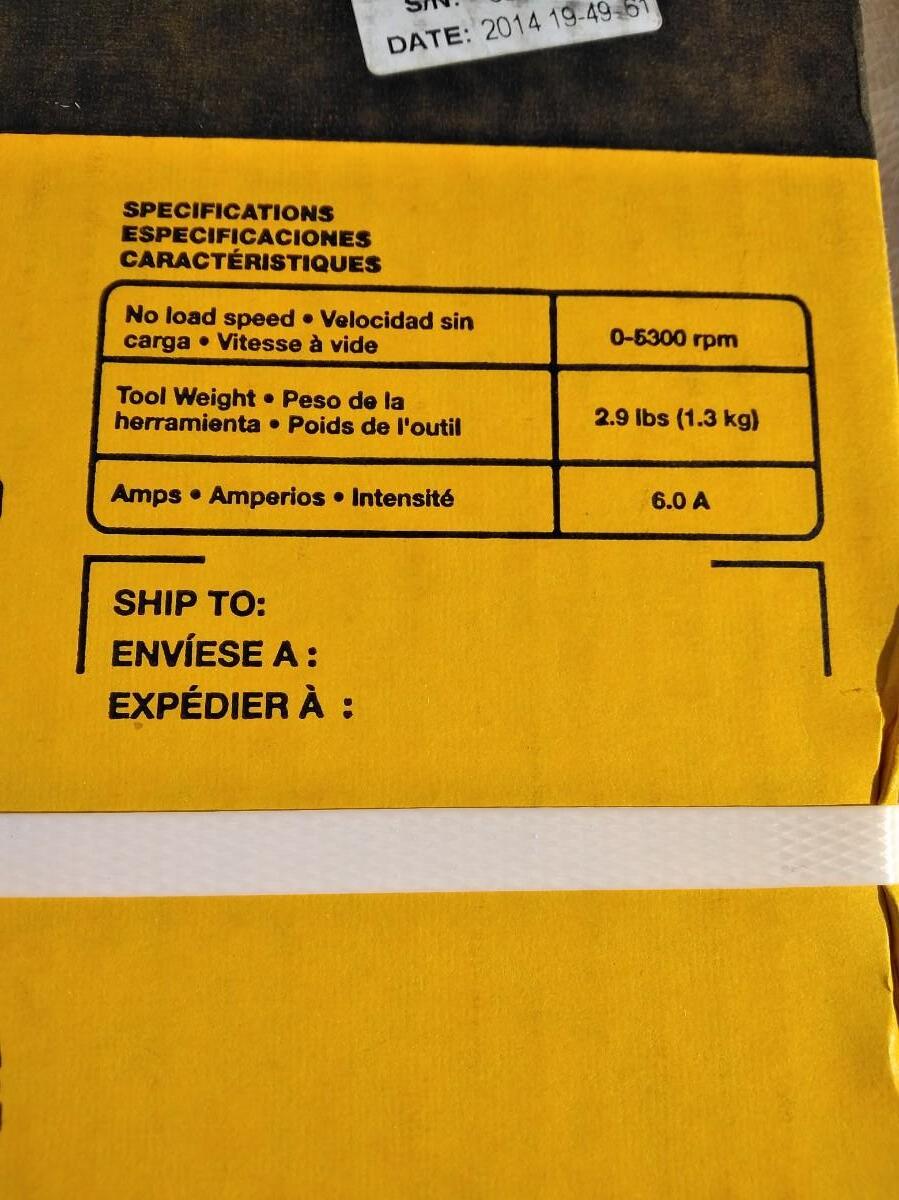 S/N:
DATE: 2014 19-49-61
SPECIFICATIONS
ESPECIFICACIONES
CARACTÉRISTIQUES
No load speed • Velocidad sin
carga • Vitesse à vide
0-5300 rpm
Tool Weight • Peso de la
herramienta • Poids de l'outil
2.9 lbs (1.3 kg)
Amps • Amperios • Intensité
6.0 A
SHIP TO:
ENVÍESE A :
EXPÉDIER À :